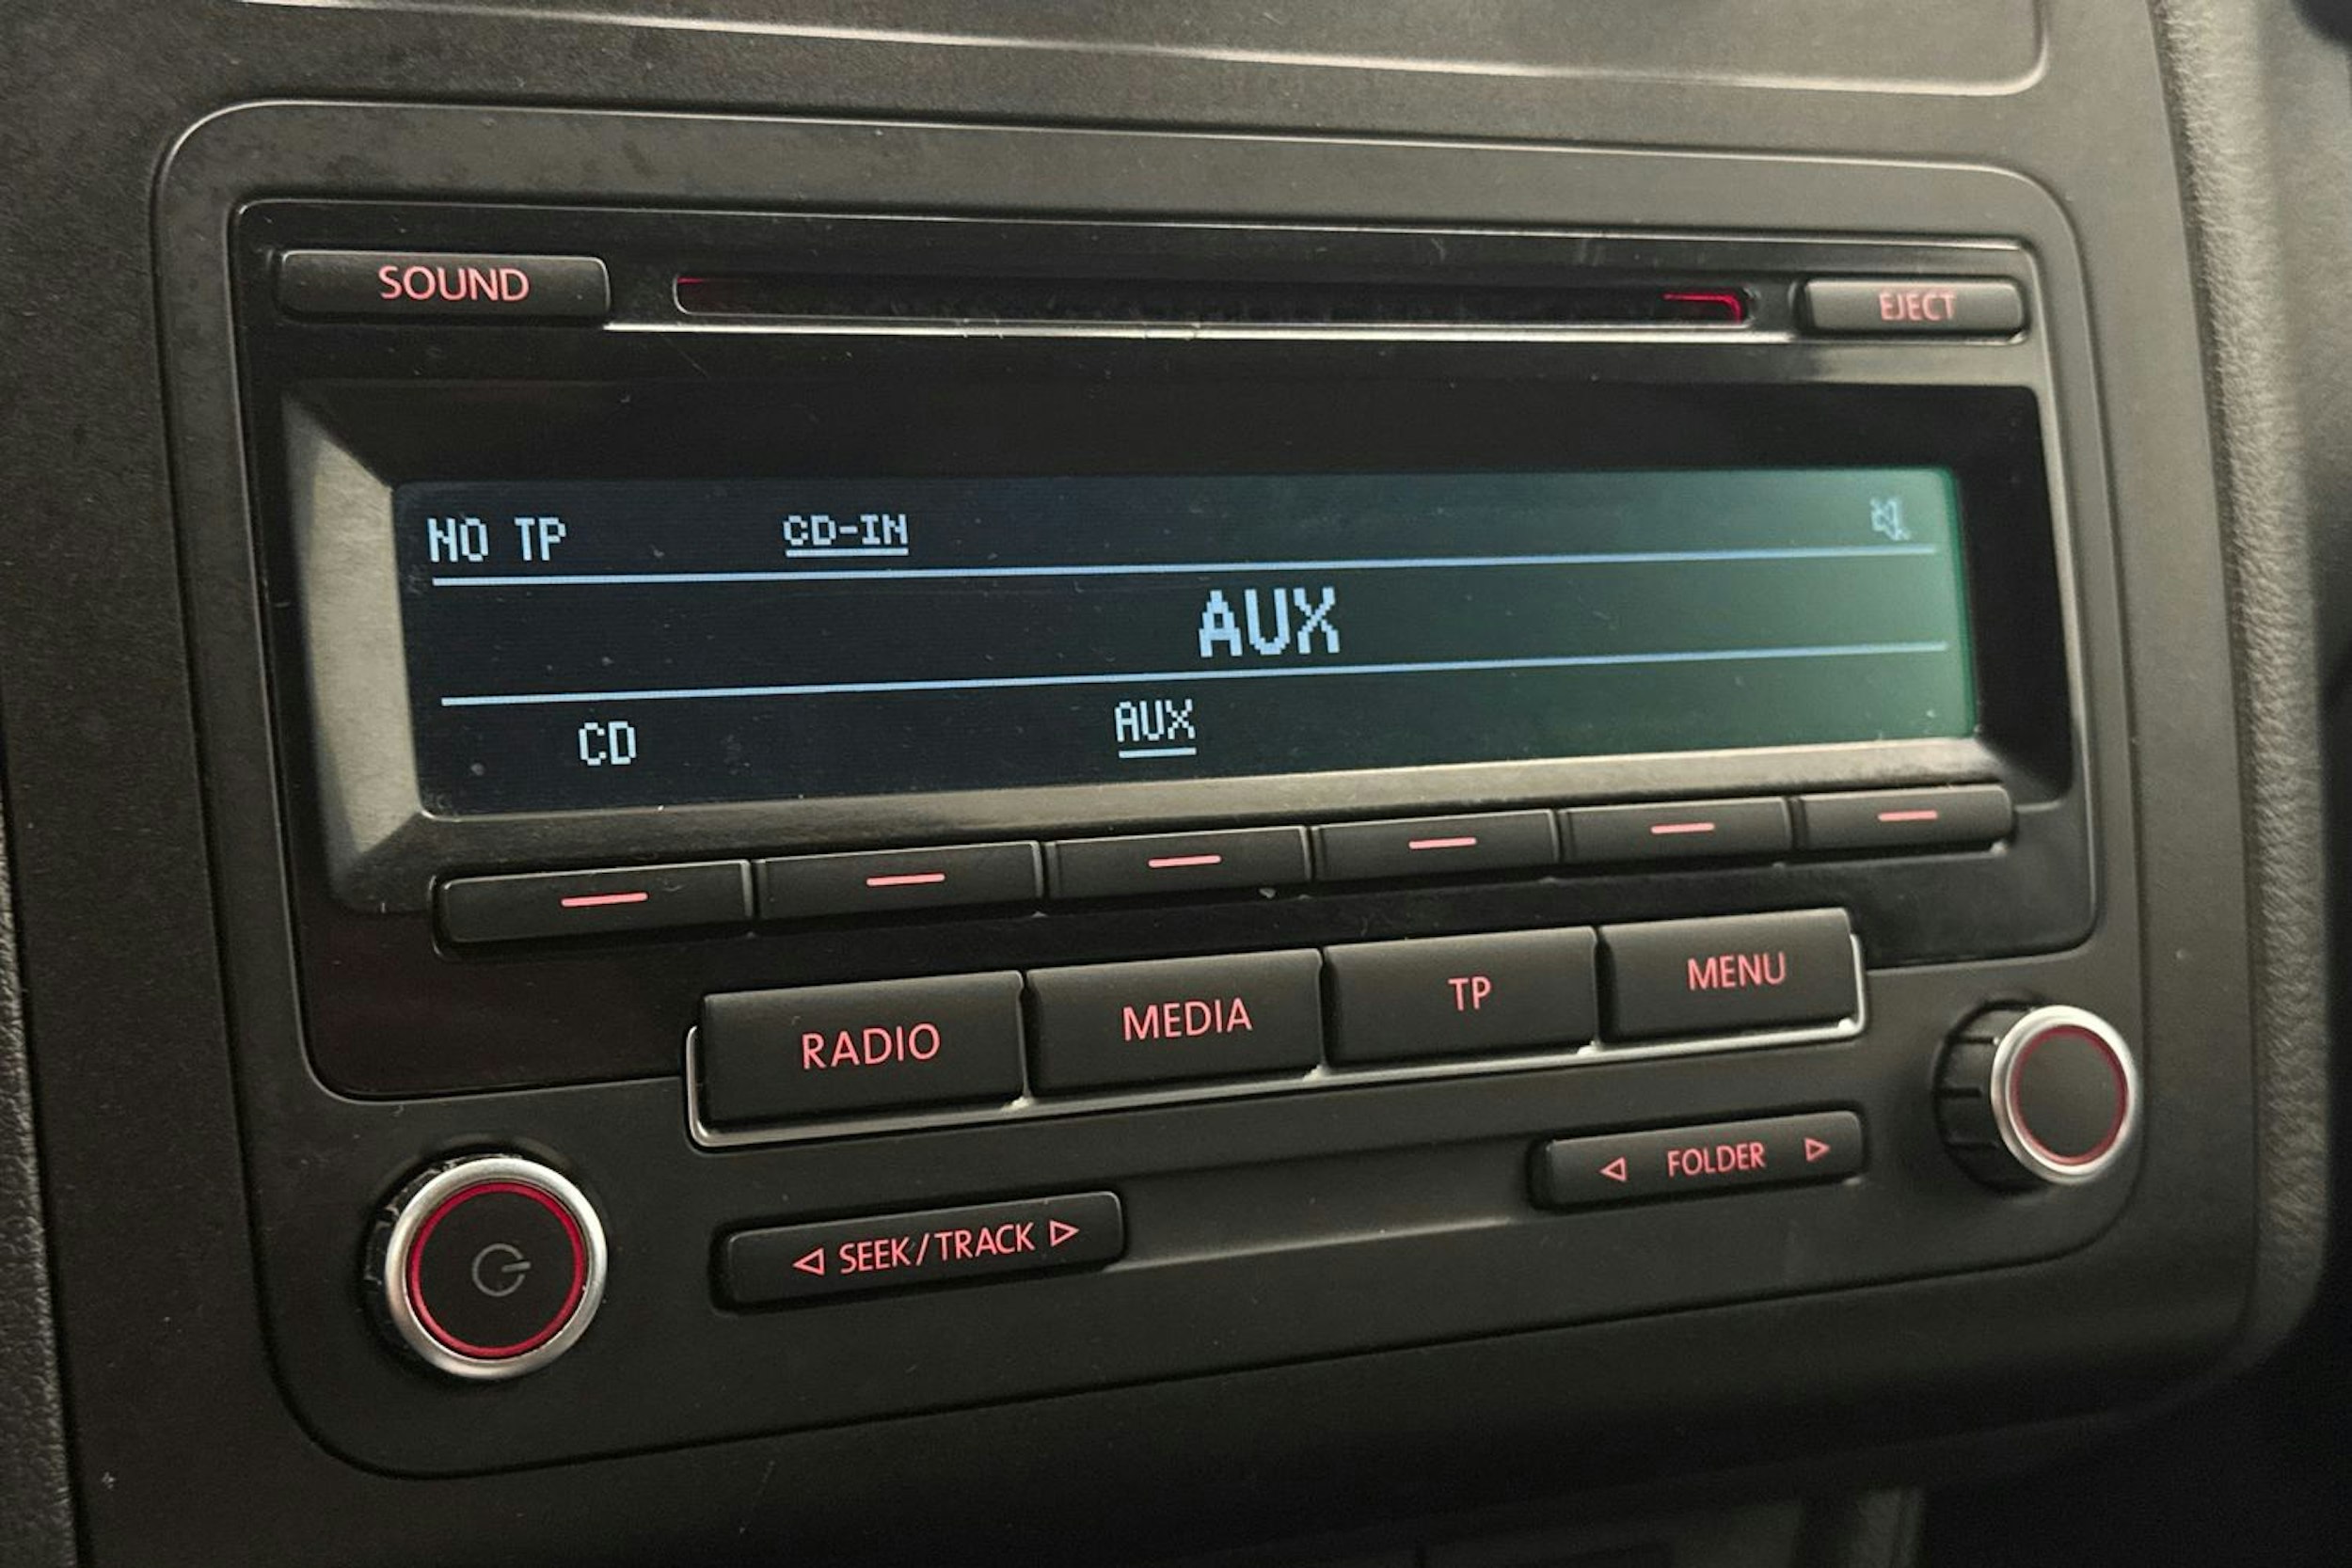 SOUND
EJECT
NO TP CD-IN
AUX
CD AUX
RADIO MEDIA TP MENU
FOLDER
SEEK/TRACK